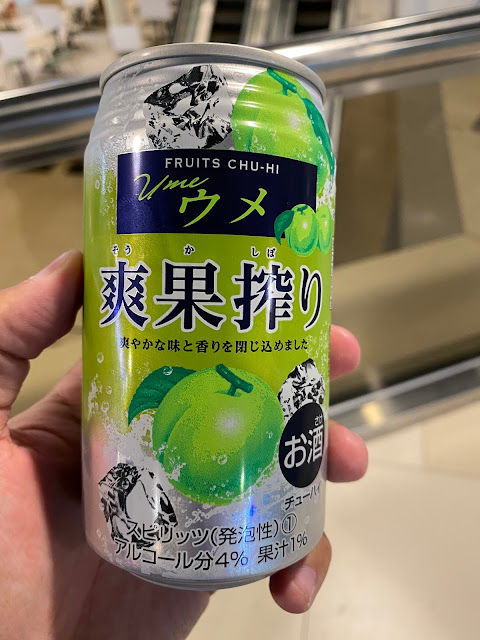 FRUITS CHU-HI
Ume
ウメ
そう か しぼ
爽果搾り
爽やかな味と香りを閉じ込めました
さけ
お酒
チューハイ
スピリッツ(発泡性)①
アルコール分4% 果汁1%